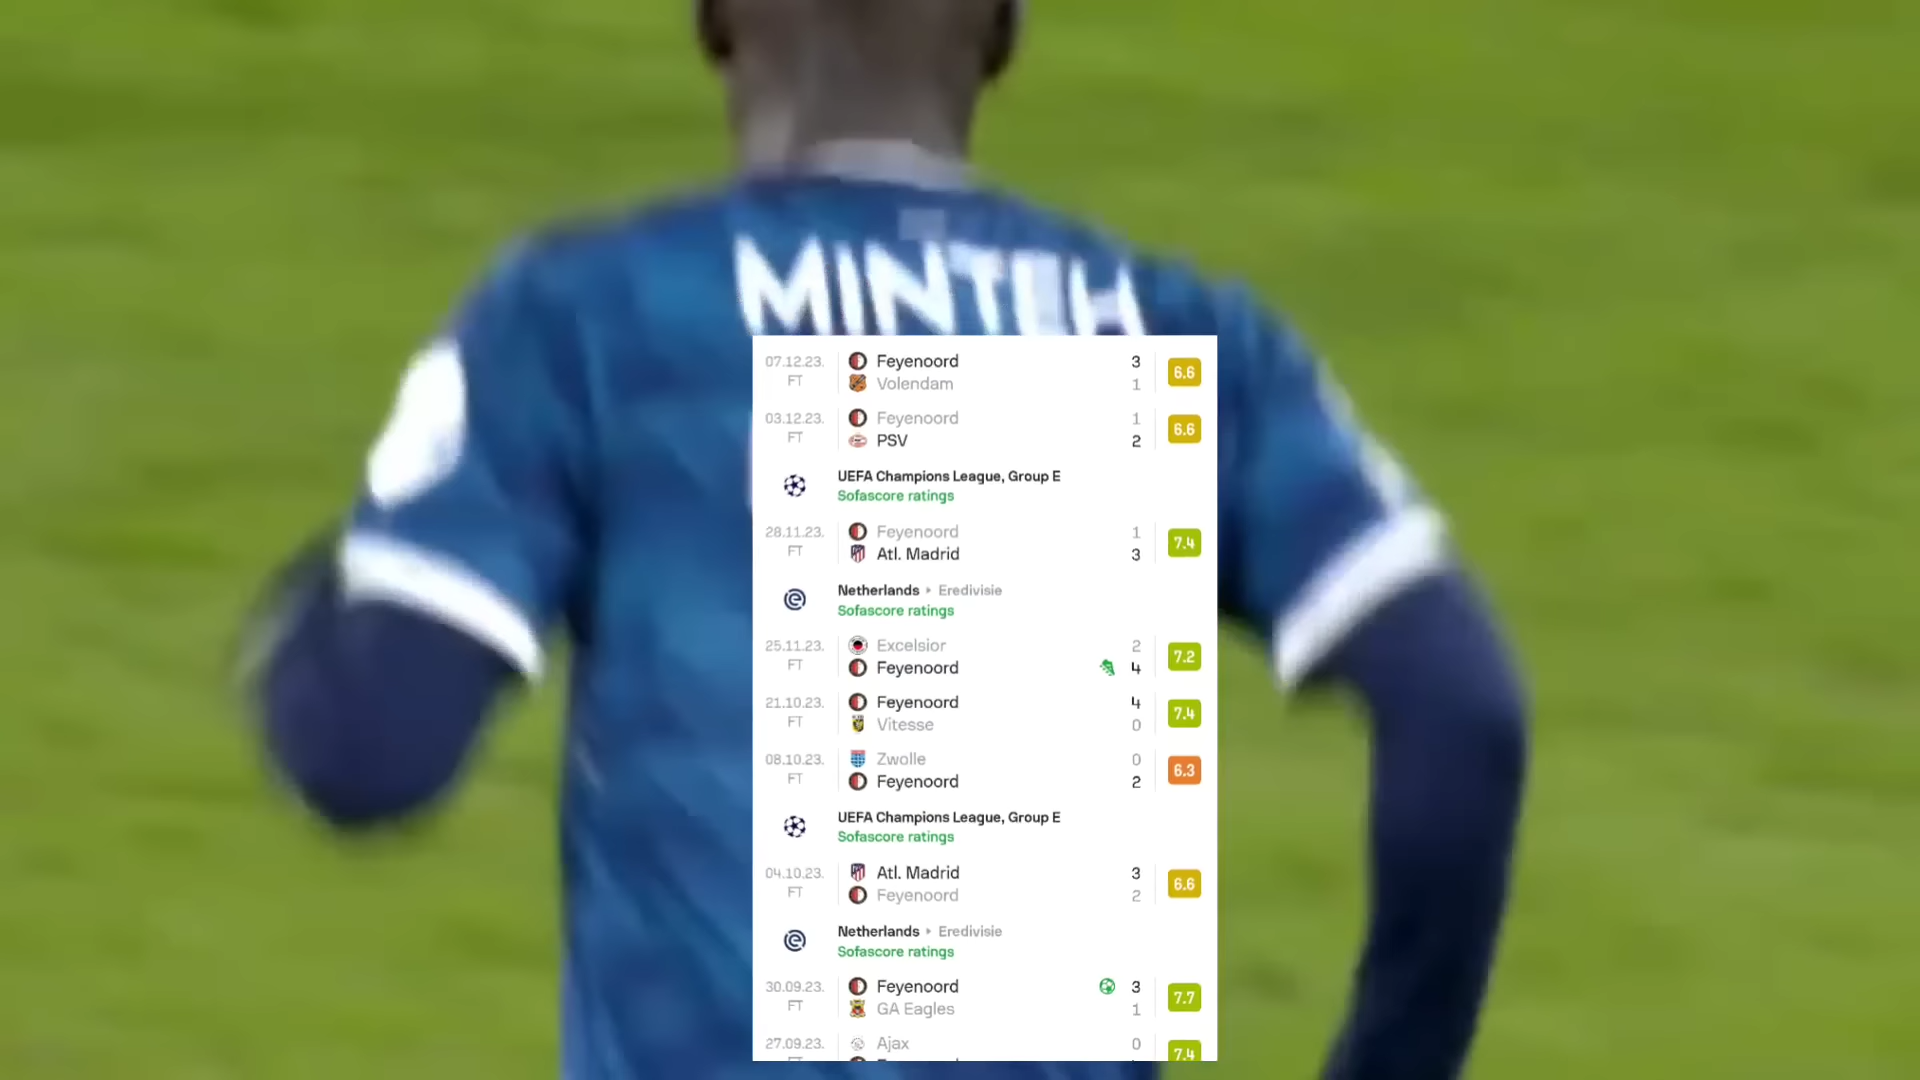 MINTEH
07.12.23. Feyenoord 3 6.6
FT Volendam 1
03.12.23. Feyenoord 1 6.6
FT PSV 2
UEFA Champions League, Group E
Sofascore ratings
28.11.23. Feyenoord 1 7.4
FT Atl. Madrid 3
Netherlands Eredivisie
Sofascore ratings
25.11.23. Excelsior 2 7.2
FT Feyenoord 4
21.10.23. Feyenoord 4 7.4
FT Vitesse 0
08.10.23. Zwolle 0 6.3
FT Feyenoord 2
UEFA Champions League, Group E
Sofascore ratings
04.10.23. Atl. Madrid 3 6.6
FT Feyenoord 2
Netherlands Eredivisie
Sofascore ratings
30.09.23. Feyenoord 3 7.7
FT GA Eagles 1
27.09.23. Ajax 0 7.4